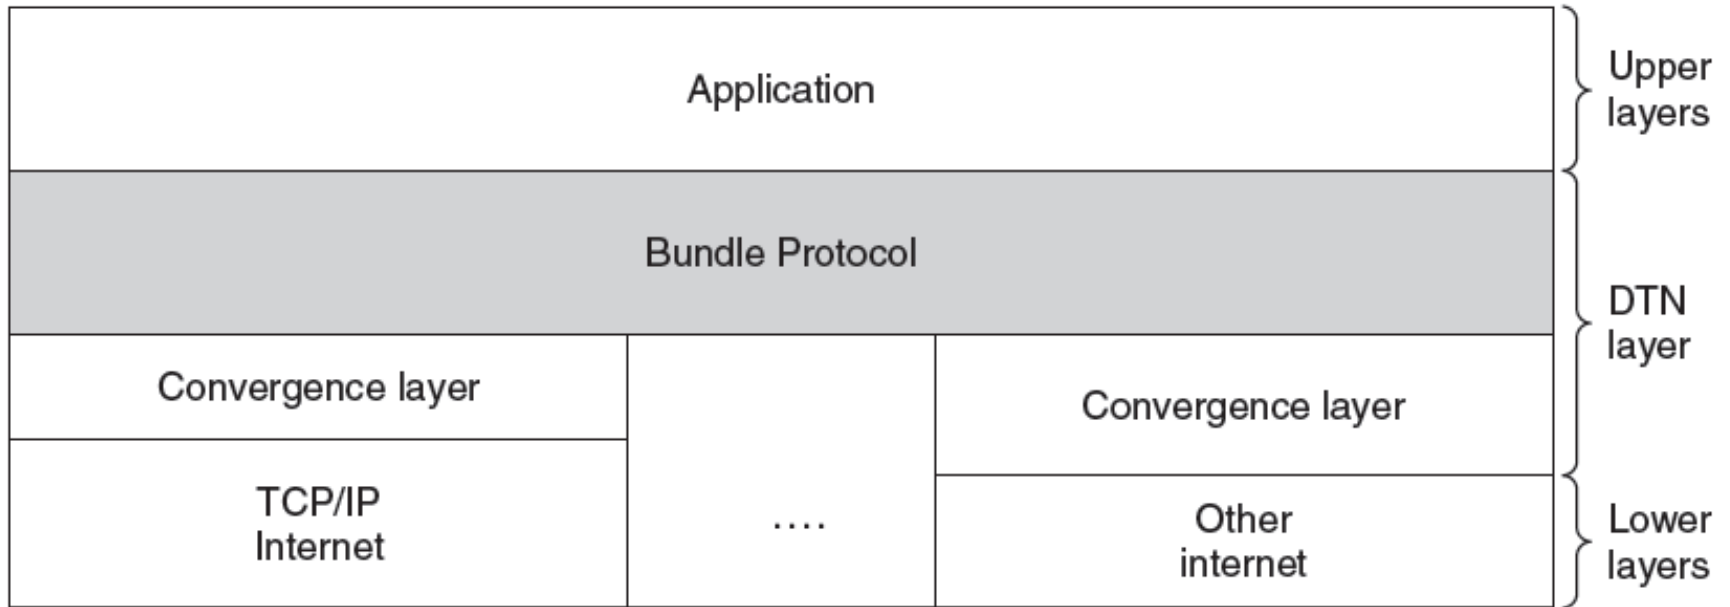 Application
Upper
layers
Bundle Protocol
DTN
layer
Convergence layer
Convergence layer
TCP/IP
Internet
....
Other
internet
Lower
layers